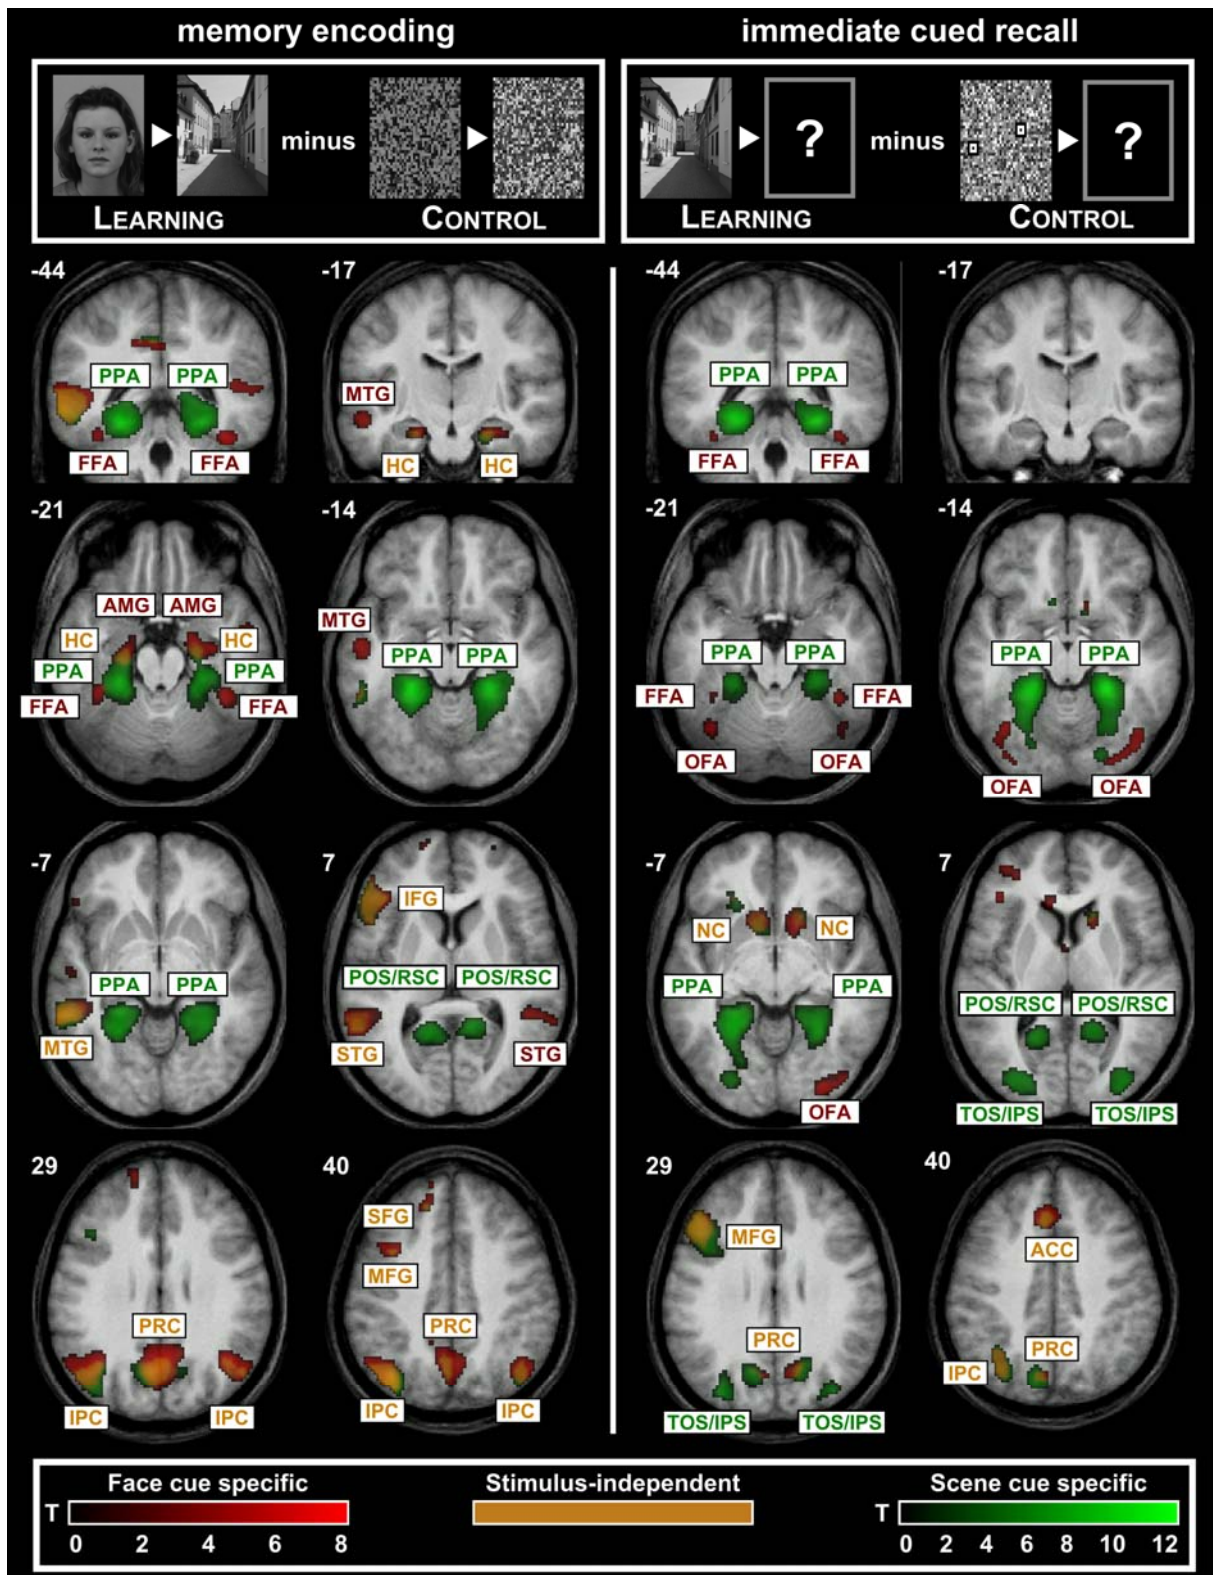 memory encoding
immediate cued recall
minus
LEARNING
CONTROL
?
minus
?
LEARNING
CONTROL
-44
-17
PPA
PPA
MTG
FFA
FFA
HC
HC
-44
-17
PPA
PPA
FFA
FFA
-21
-14
AMG
AMG
MTG
HC
HC
PPA
PPA
PPA
PPA
FFA
FFA
-21
-14
PPA
PPA
PPA
PPA
FFA
FFA
OFA
OFA
OFA
OFA
-7
7
IFG
PPA
PPA
POS/RSC
POS/RSC
MTG
STG
STG
-7
7
NC
NC
PPA
PPA
POS/RSC
POS/RSC
OFA
TOS/IPS
TOS/IPS
29
40
SFG
MFG
PRC
PRC
IPC
IPC
IPC
IPC
29
40
MFG
ACC
PRC
PRC
IPC
TOS/IPS
TOS/IPS
Face cue specific
T
0 2 4 6 8
Stimulus-independent
Scene cue specific
T
0 2 4 6 8 10 12